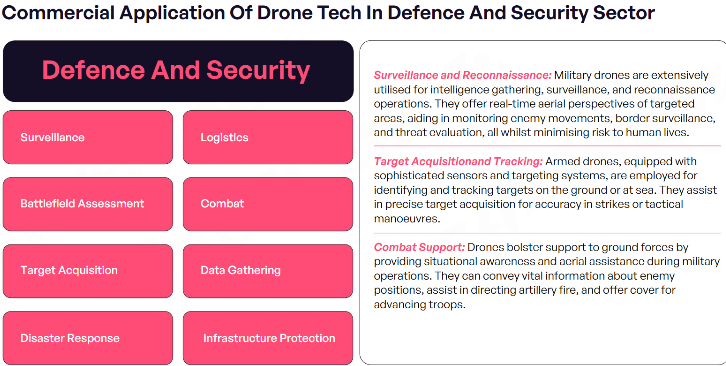 Commercial Application Of Drone Tech In Defence And Security Sector
Defence And Security
Surveillance
Logistics
Battlefield Assessment
Combat
Target Acquisition
Data Gathering
Disaster Response
Infrastructure Protection
Surveillance and Reconnaissance: Military drones are extensively
utilised for intelligence gathering, surveillance, and reconnaissance
operations. They offer real-time aerial perspectives of targeted
areas, aiding in monitoring enemy movements, border surveillance,
and threat evaluation, all whilst minimising risk to human lives.
Target Acquisitionand Tracking: Armed drones, equipped with
sophisticated sensors and targeting systems, are employed for
identifying and tracking targets on the ground or at sea. They assist
in precise target acquisition for accuracy in strikes or tactical
manoeuvres.
Combat Support: Drones bolster support to ground forces by
providing situational awareness and aerial assistance during military
operations. They can convey vital information about enemy
positions, assist in directing artillery fire, and offer cover for
advancing troops.